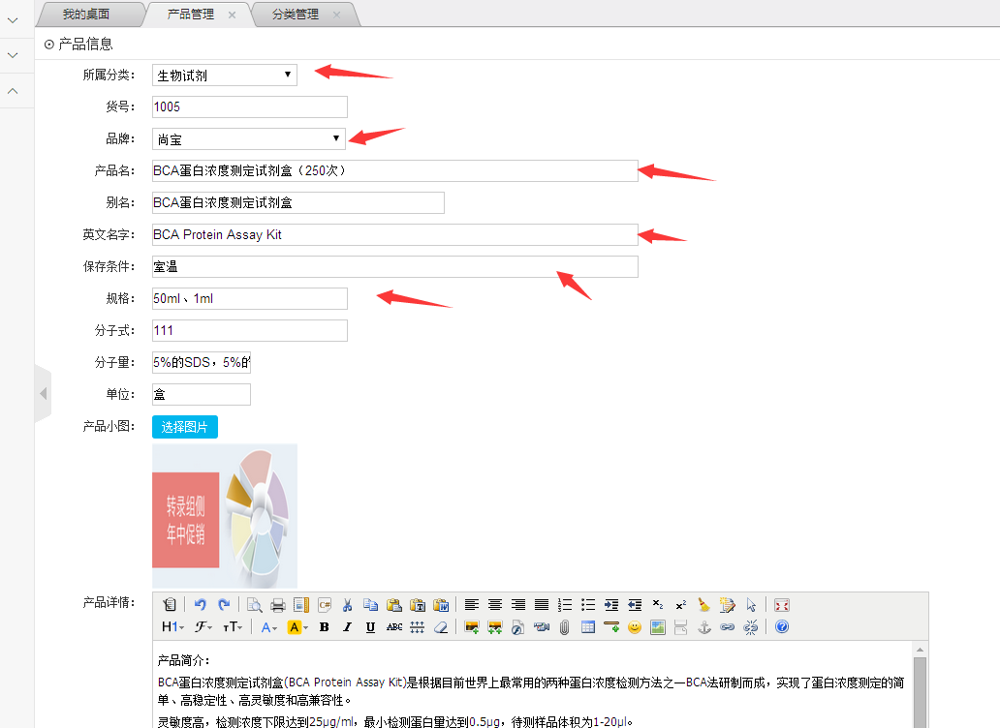 我的桌面 产品管理 分类管理
产品信息
所属分类： 生物试剂
货号： 1005
品牌： 尚宝
产品名： BCA蛋白浓度测定试剂盒（250次）
别名： BCA蛋白浓度测定试剂盒
英文名字： BCA Protein Assay Kit
保存条件： 室温
规格： 50ml、1ml
分子式： 111
分子量： 5%的SDS，5%的
单位： 盒
产品小图： 选择图片
转录组侧
年中促销
产品详情：
产品简介：
BCA蛋白浓度测定试剂盒(BCA Protein Assay Kit)是根据目前世界上最常用的两种蛋白浓度检测方法之一BCA法研制而成，实现了蛋白浓度测定的简
单、高稳定性、高灵敏度和高兼容性。
灵敏度高，检测浓度下限达到25μg/ml，最小检测蛋白量达到0.5μg，待测样品体积为1-20μl。